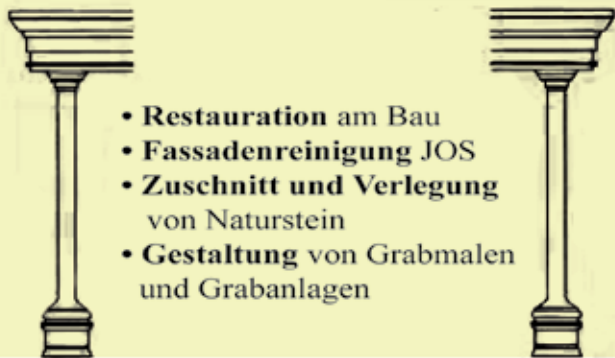 • Restauration am Bau
• Fassadenreinigung JOS
• Zuschnitt und Verlegung
von Naturstein
• Gestaltung von Grabmalen
und Grabanlagen